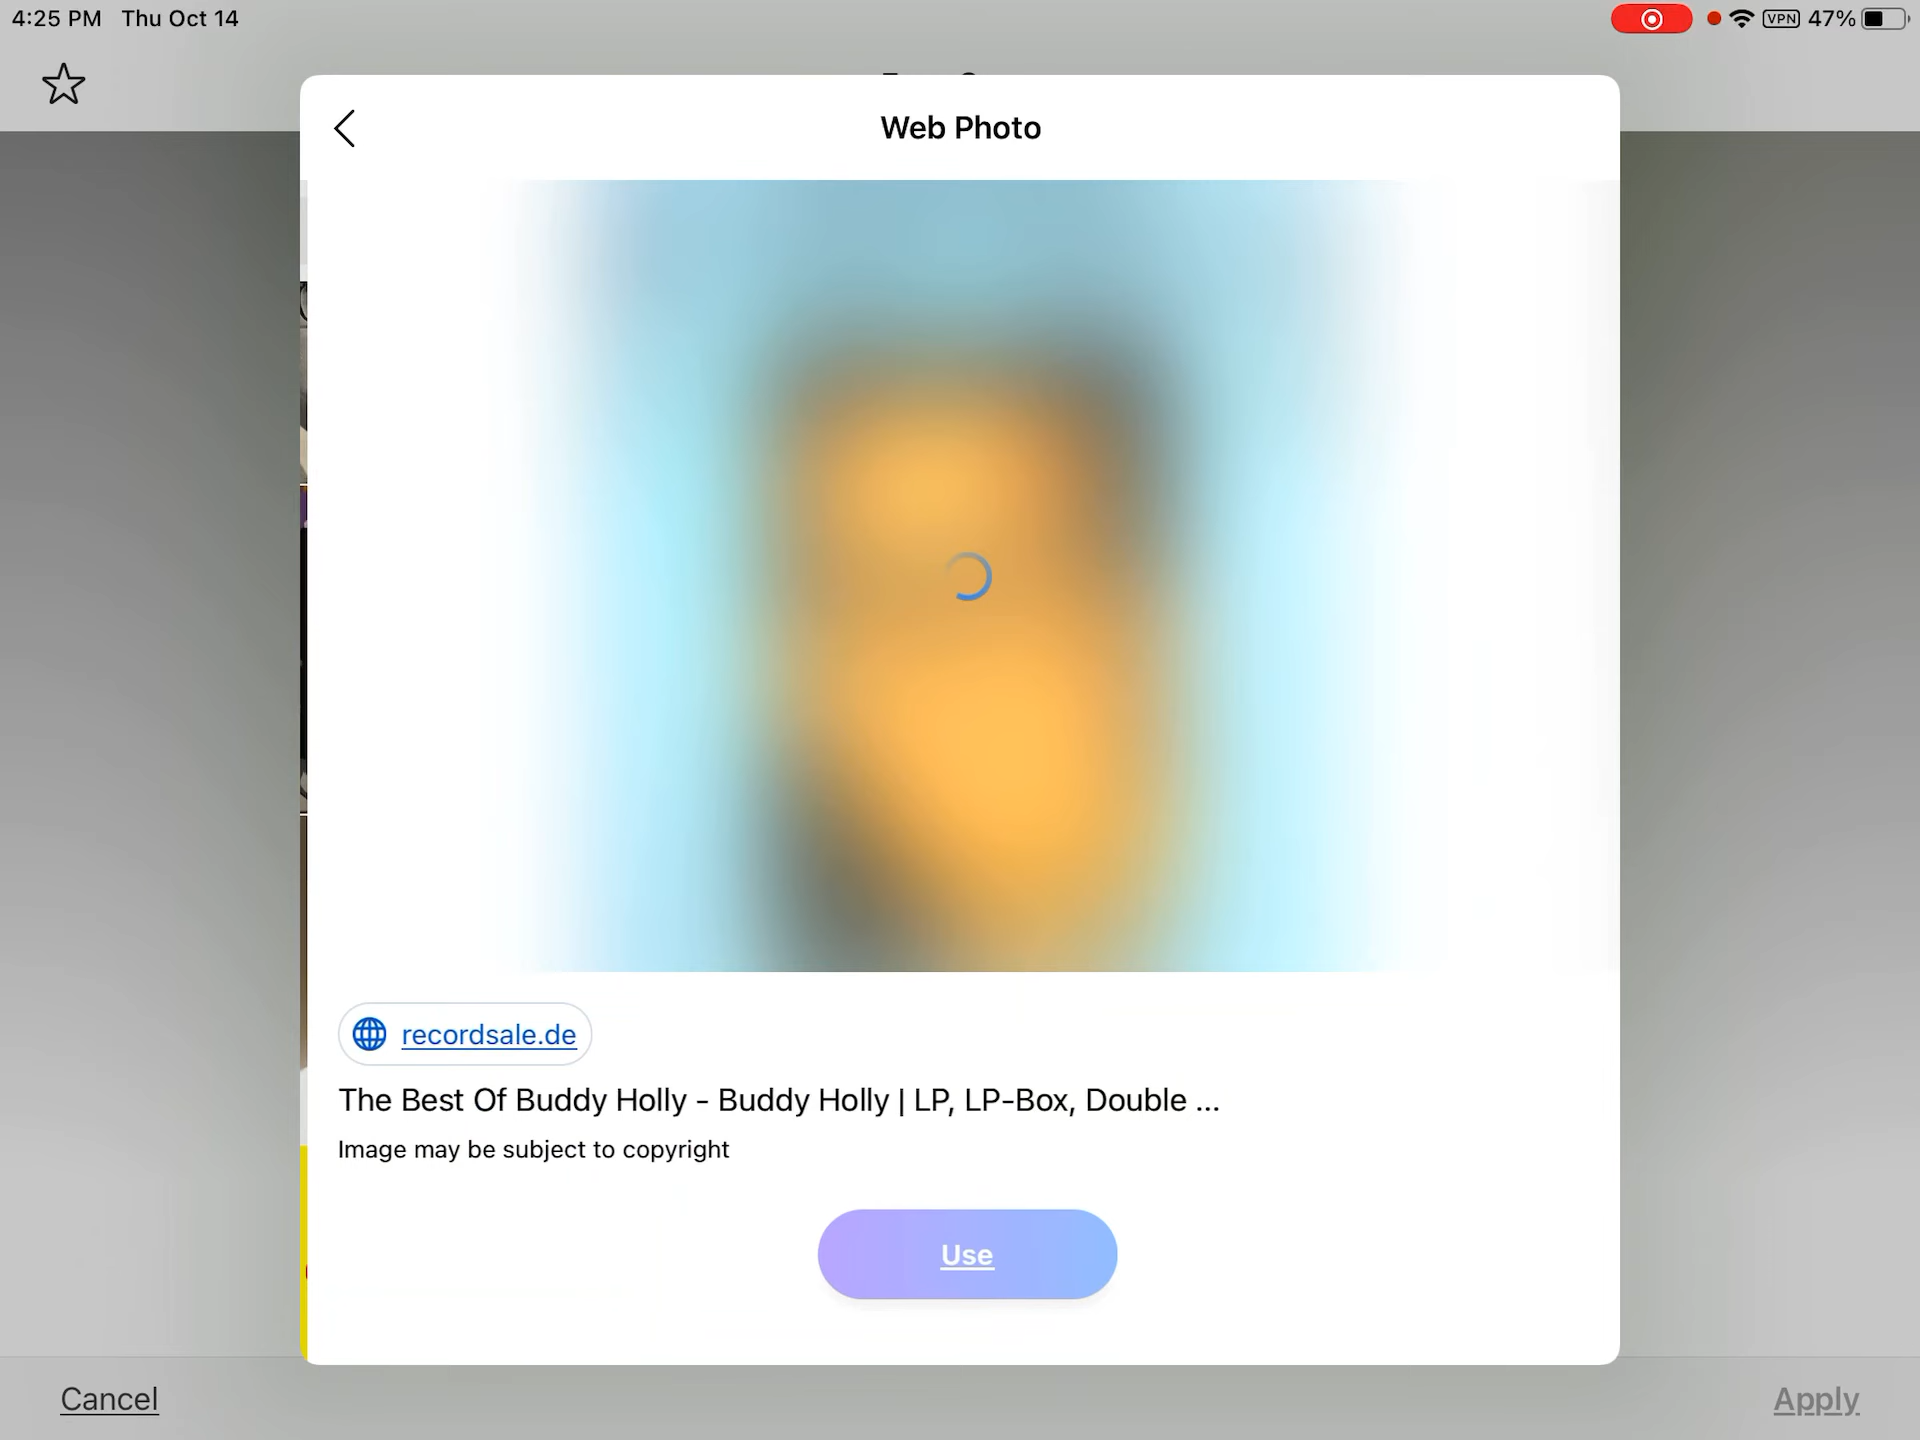 4:25 PM Thu Oct 14
VPN 47%
Web Photo
recordsale.de
The Best Of Buddy Holly - Buddy Holly | LP, LP-Box, Double ...
Image may be subject to copyright
Use
Cancel
Apply